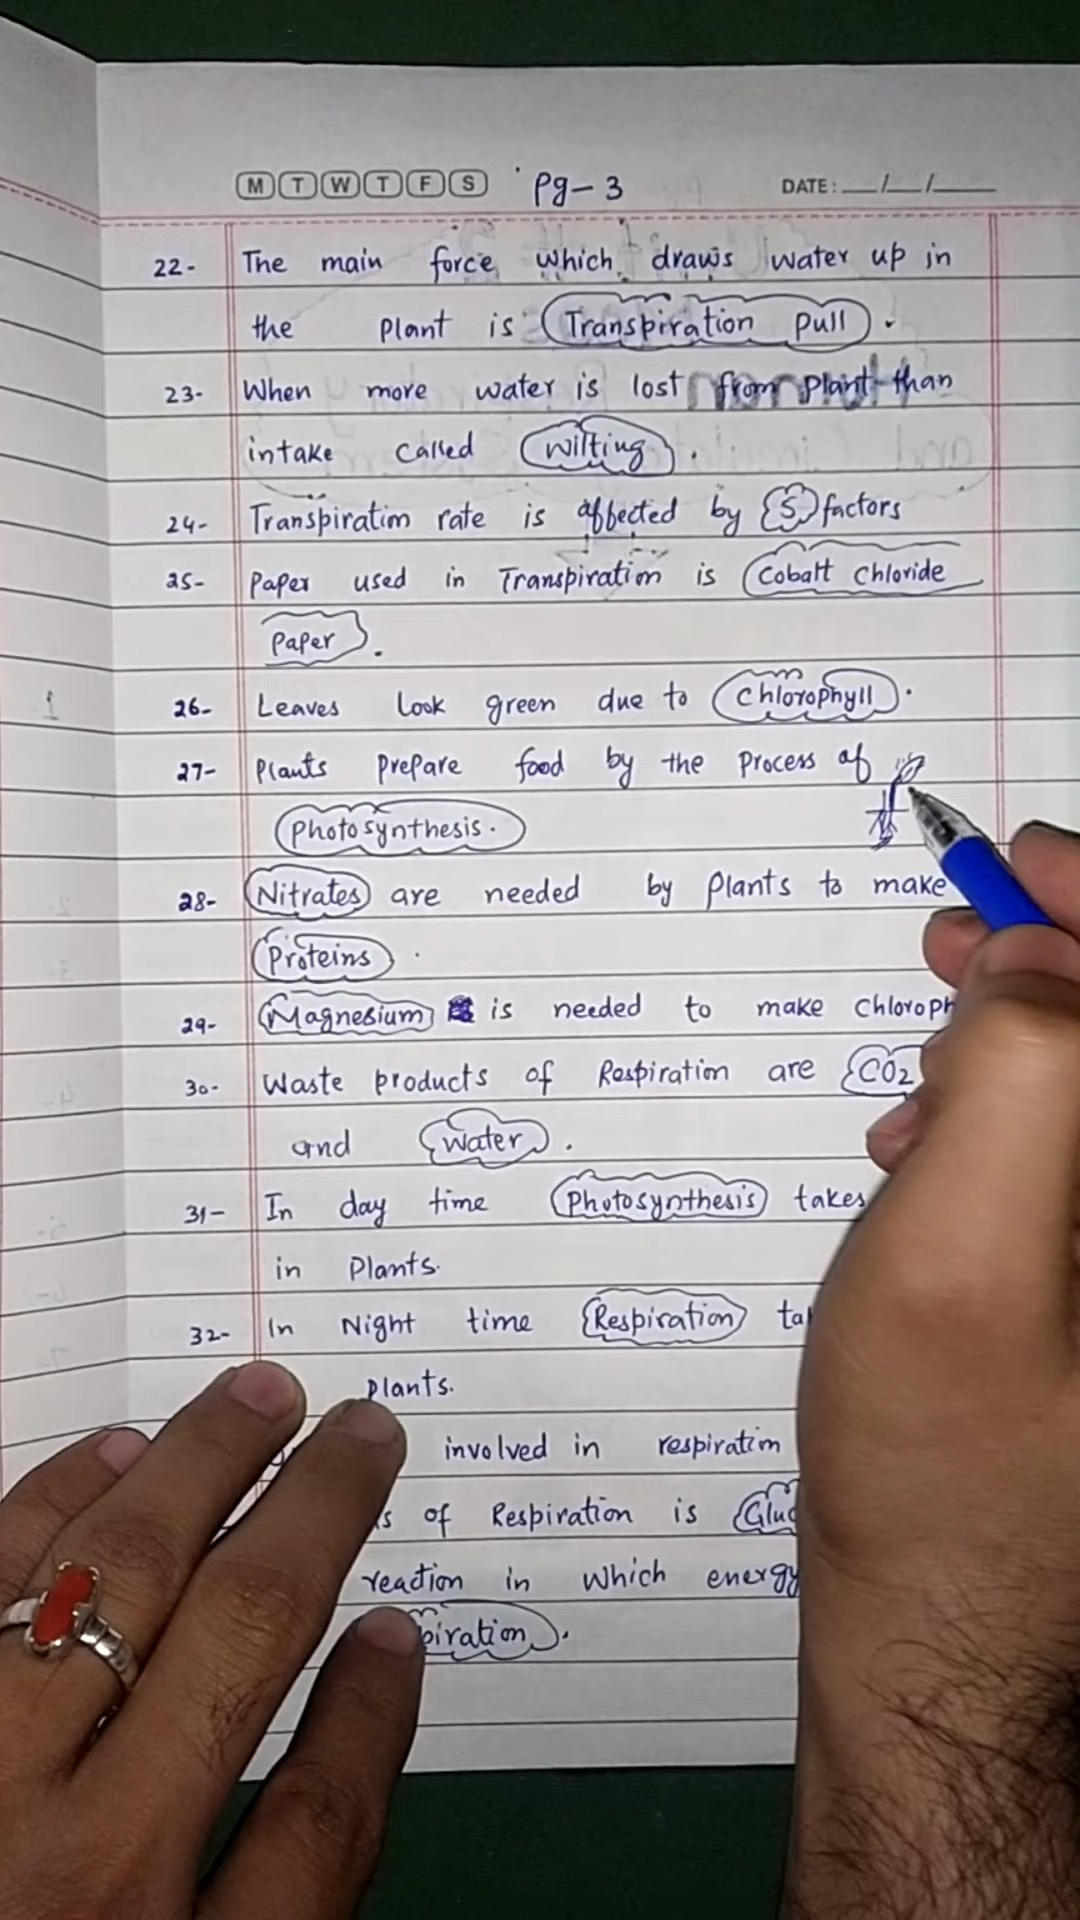 M T W T F S Pg-3 DATE: __/__/____
22- The main force which draws water up in
the plant is Transpiration pull.
23- When more water is lost from plant than
intake called wilting.
24- Transpiration rate is affected by 5 factors
25- Paper used in Transpiration is Cobalt Chloride
Paper.
26- Leaves look green due to Chlorophyll.
27- Plants prepare food by the process of
Photosynthesis.
28- Nitrates are needed by plants to make
Proteins.
29- Magnesium is needed to make chloroph
30- Waste products of Respiration are CO2
and water.
31- In day time Photosynthesis takes
in Plants.
32- In Night time Respiration ta
plants.
involved in respiration
of Respiration is Gluc
reaction in which energy
piration.